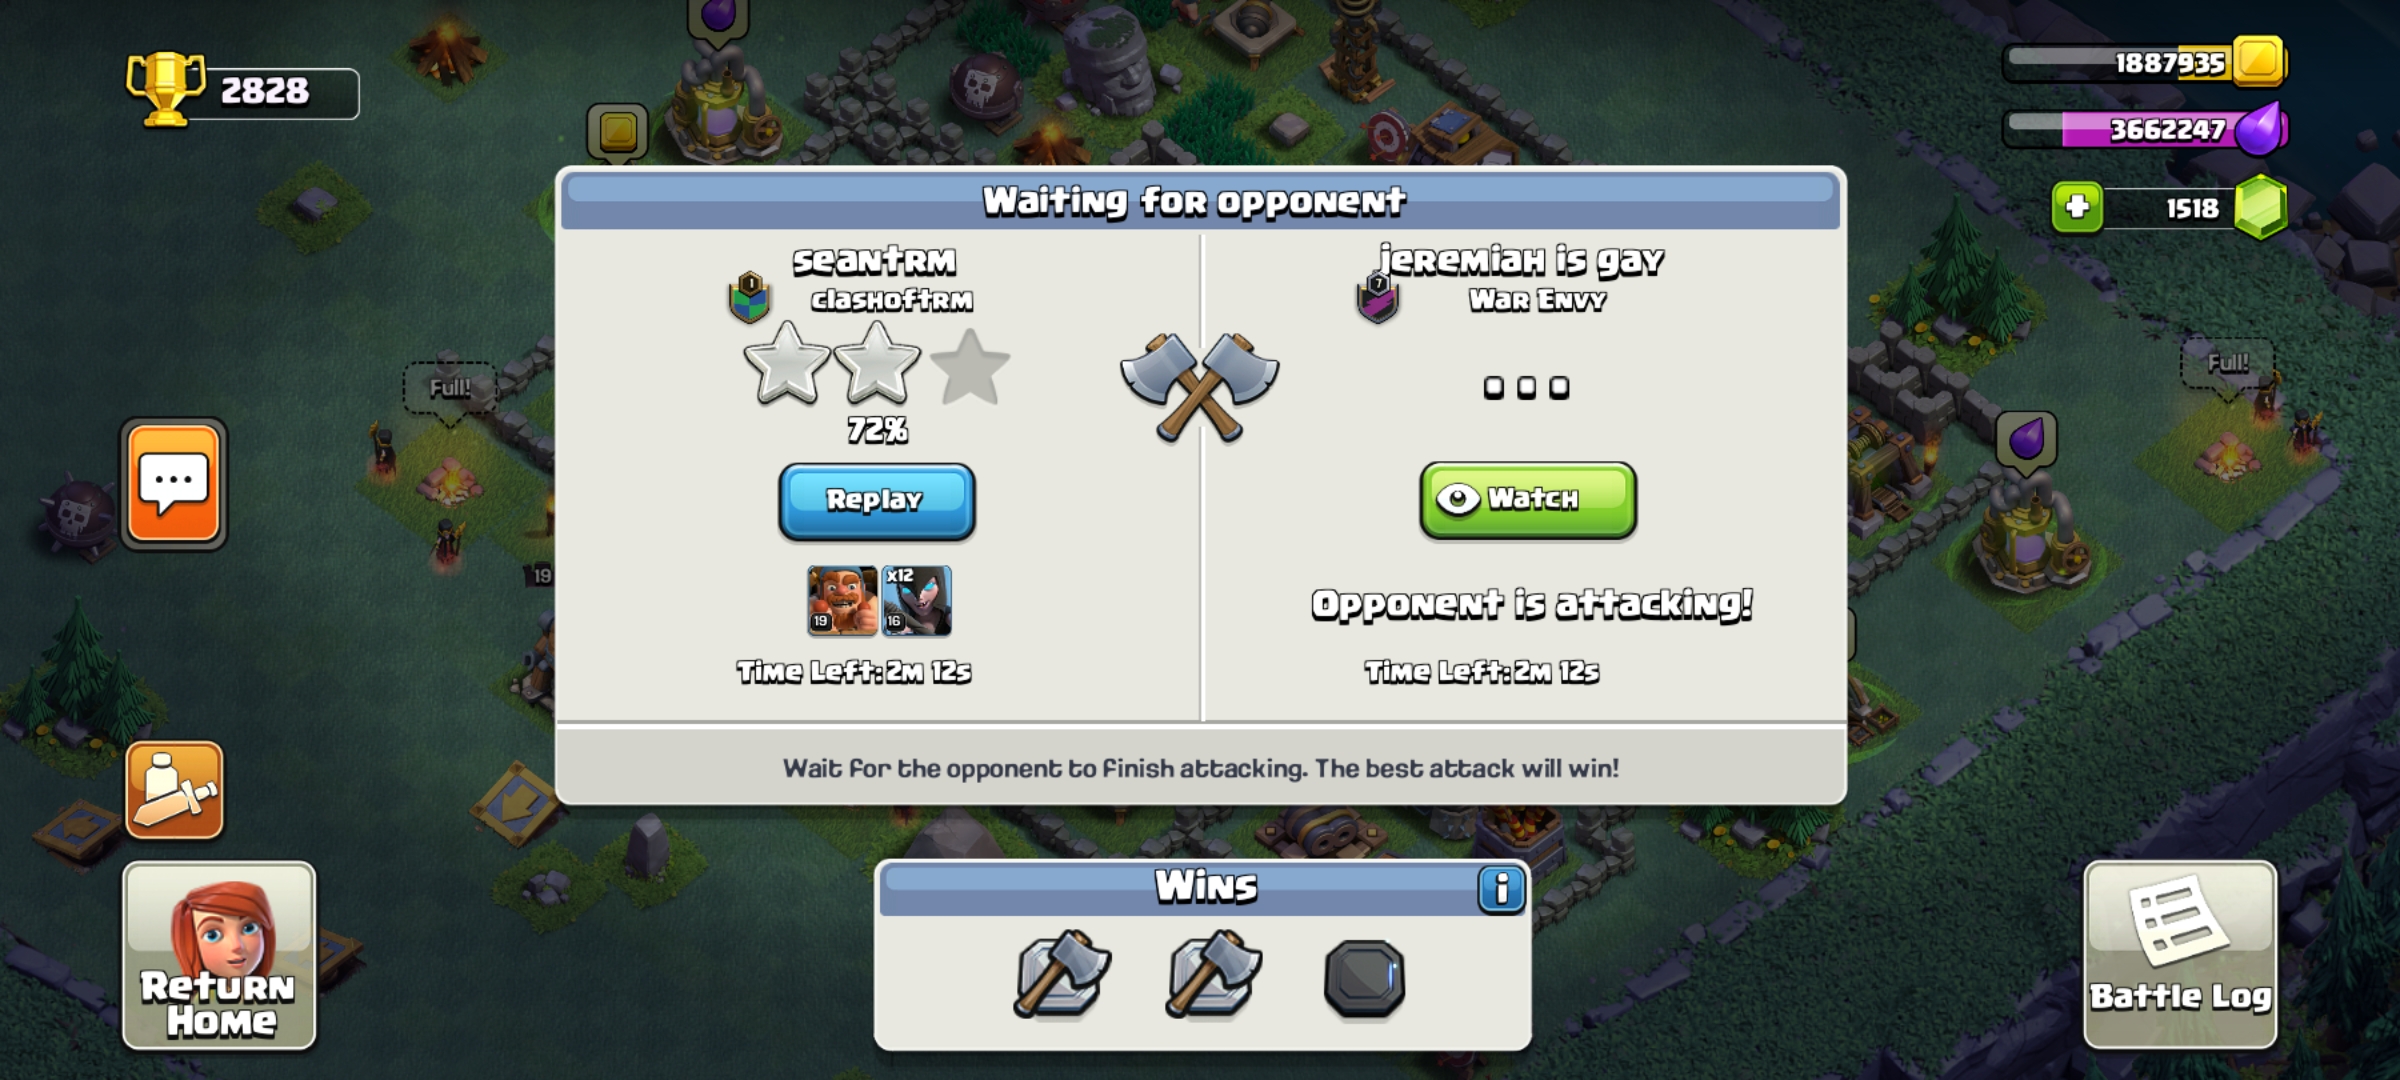 2828
1887935
3662247
1518
Waiting for opponent
seantrm
1
clashoftrm
72%
Replay
x12
19
16
Time Left:2m 12s
jeremiah is gay
7
War Envy
...
Watch
Opponent is attacking!
Time Left:2m 12s
Wait for the opponent to finish attacking. The best attack will win!
Full!
Full!
19
Wins
i
Return
Home
Battle Log